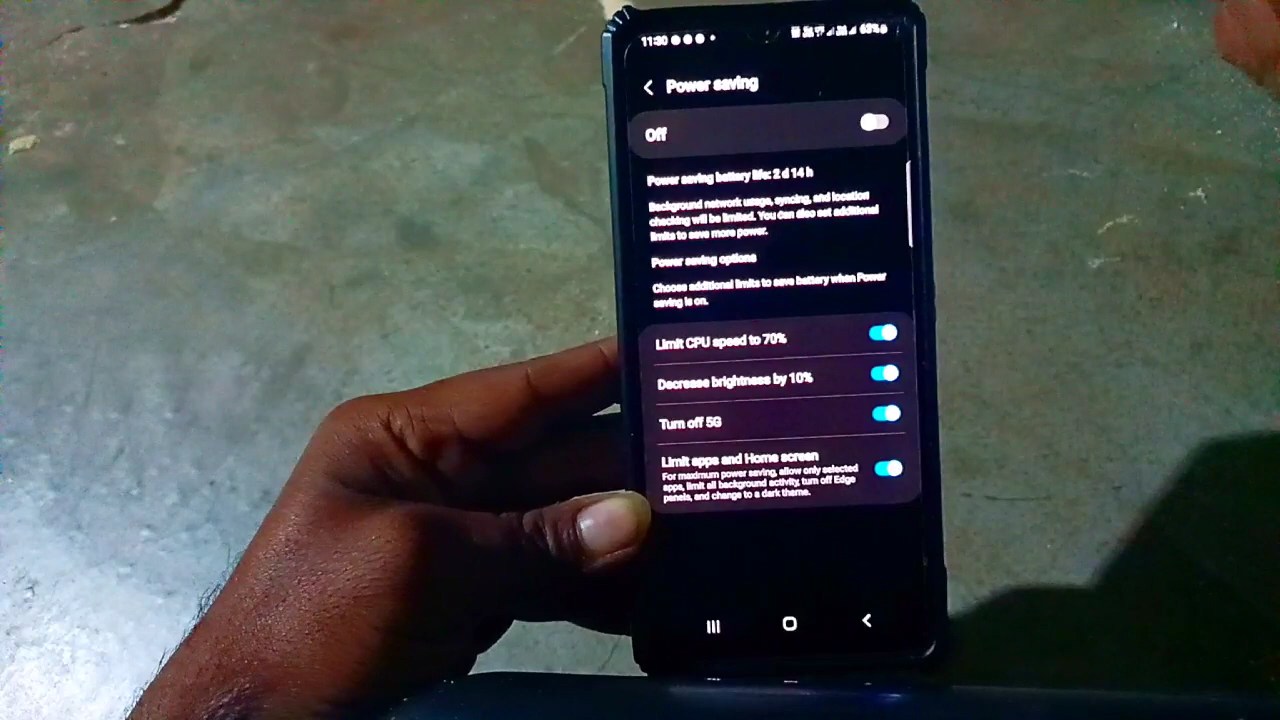 11:30 63%
Power saving
Off
Power saving battery life: 2 d 14 h
Background network usage, syncing, and location
checking will be limited. You can also set additional
limits to save more power.
Power saving options
Choose additional limits to save battery when Power
saving is on.
Limit CPU speed to 70%
Decrease brightness by 10%
Turn off 5G
Limit apps and Home screen
For maximum power saving, allow only selected
apps, limit all background activity, turn off Edge
panels, and change to a dark theme.